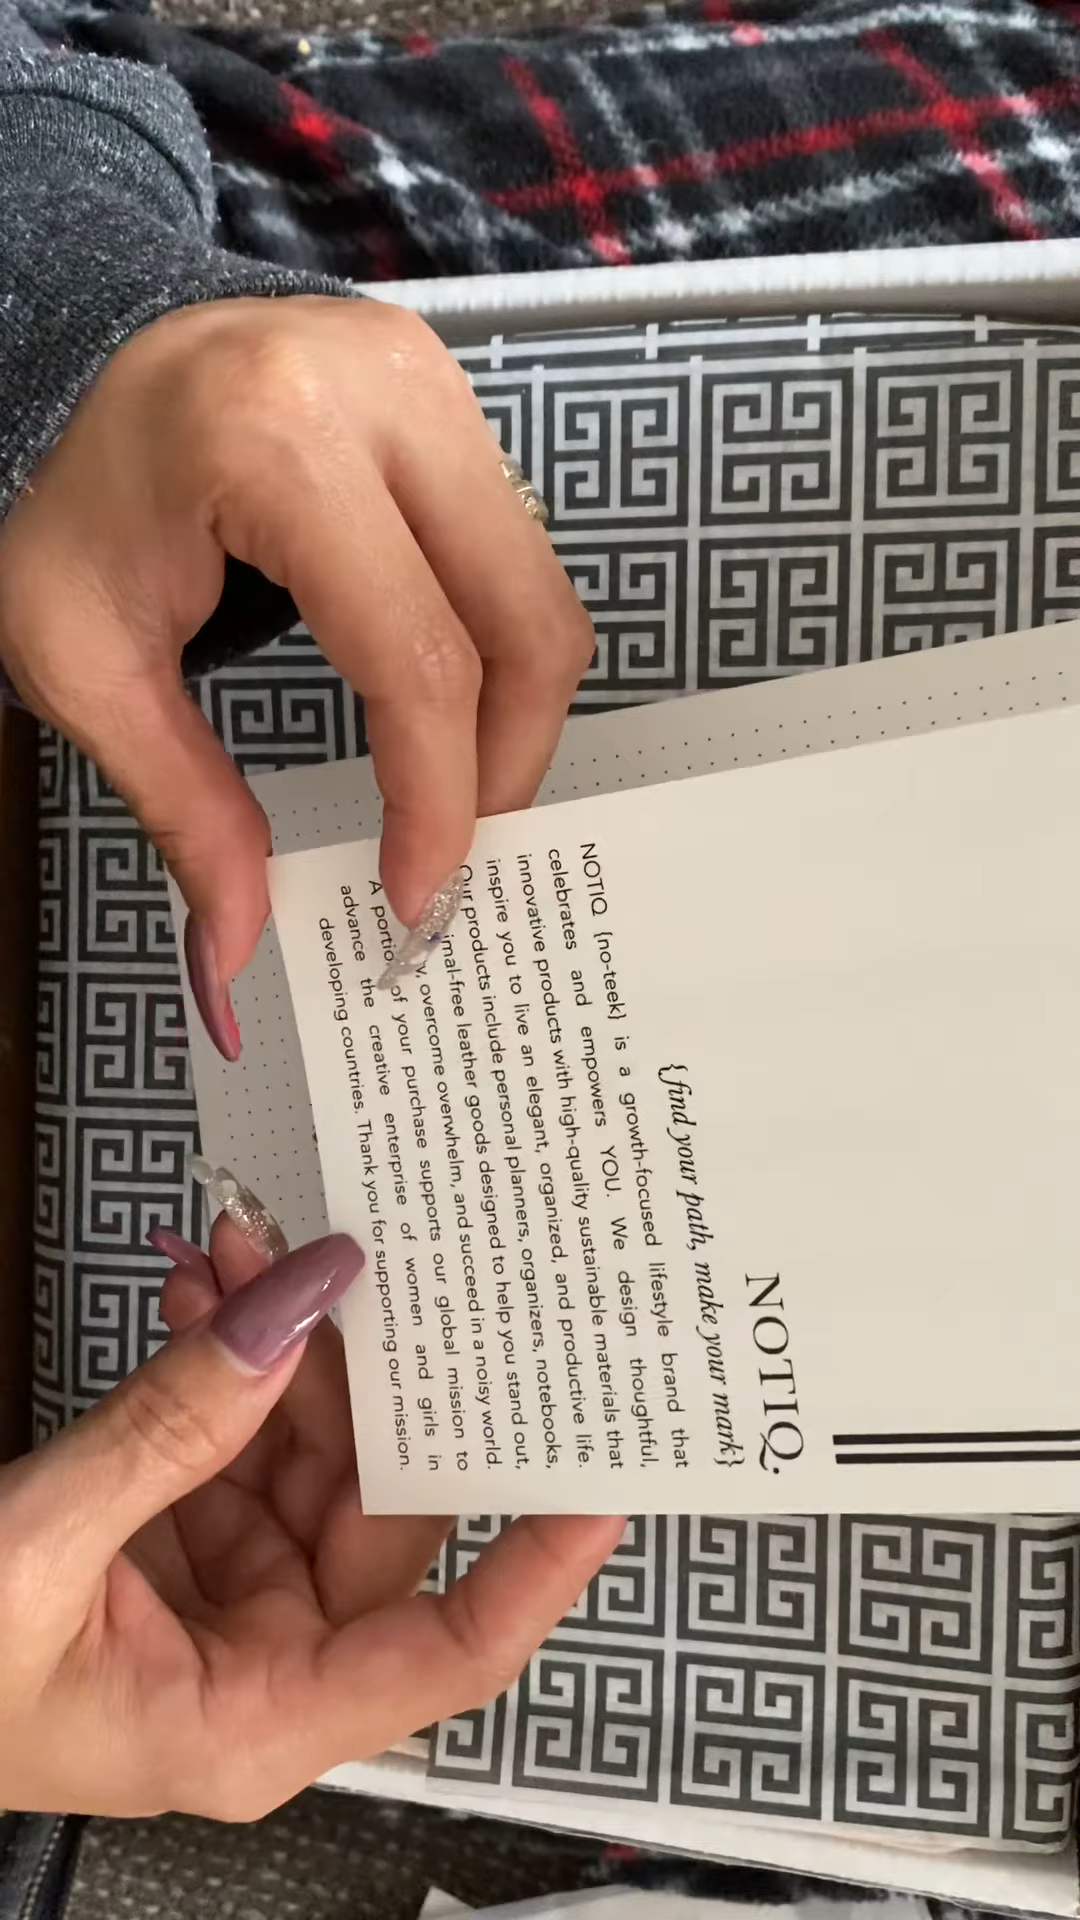 NOTIQ.
{find your path, make your mark}
NOTIQ {no-teek} is a growth-focused lifestyle brand that
celebrates and empowers YOU. We design thoughtful,
innovative products with high-quality sustainable materials that
inspire you to live an elegant, organized, and productive life.
Our products include personal planners, organizers, notebooks,
imal-free leather goods designed to help you stand out,
, overcome overwhelm, and succeed in a noisy world.
A portio of your purchase supports our global mission to
advance the creative enterprise of women and girls in
developing countries. Thank you for supporting our mission.